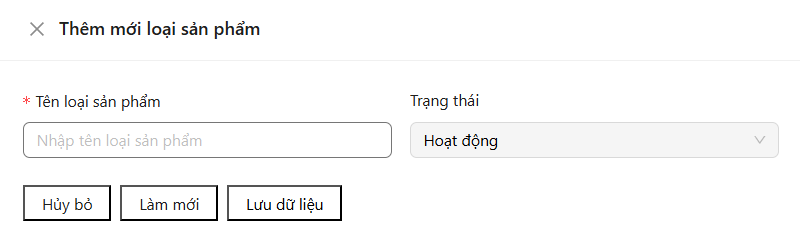 Thêm mới loại sản phẩm
* Tên loại sản phẩm
Trạng thái
Nhập tên loại sản phẩm
Hoạt động
Hủy bỏ
Làm mới
Lưu dữ liệu